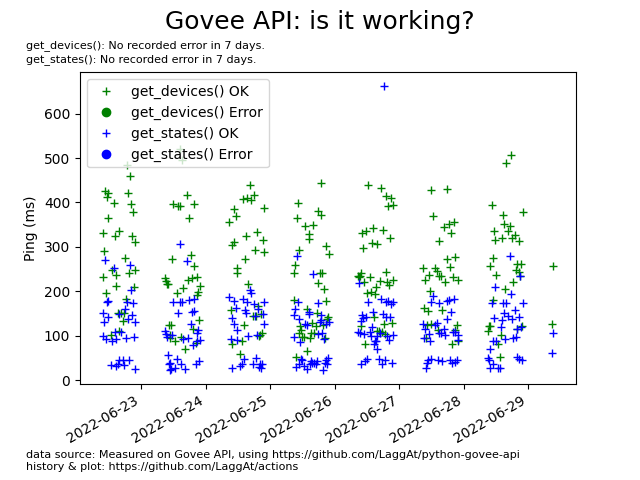 Govee API: is it working?
get_devices(): No recorded error in 7 days.
get_states(): No recorded error in 7 days.
get_devices() OK
get_devices() Error
get_states() OK
get_states() Error
Ping (ms)
600
500
400
300
200
100
0
2022-06-23
2022-06-24
2022-06-25
2022-06-26
2022-06-27
2022-06-28
2022-06-29
data source: Measured on Govee API, using https://github.com/LaggAt/python-govee-api
history & plot: https://github.com/LaggAt/actions